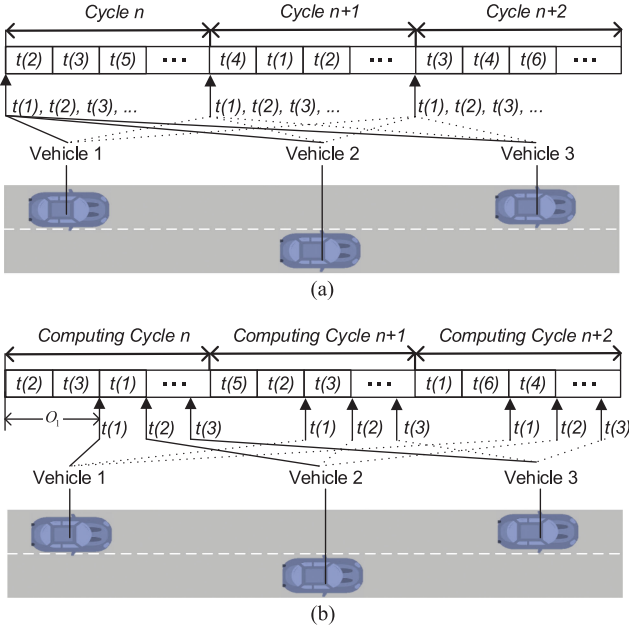 Cycle n Cycle n+1 Cycle n+2
t(2) t(3) t(5) ••• t(4) t(1) t(2) ••• t(3) t(4) t(6) •••
t(1), t(2), t(3), ... t(1), t(2), t(3), ... t(1), t(2), t(3), ...
Vehicle 1 Vehicle 2 Vehicle 3
(a)
Computing Cycle n Computing Cycle n+1 Computing Cycle n+2
t(2) t(3) t(1) ••• t(5) t(2) t(3) ••• t(1) t(6) t(4) •••
O₁ t(1) t(2) t(3) t(1) t(2) t(3) t(1) t(2) t(3)
Vehicle 1 Vehicle 2 Vehicle 3
(b)